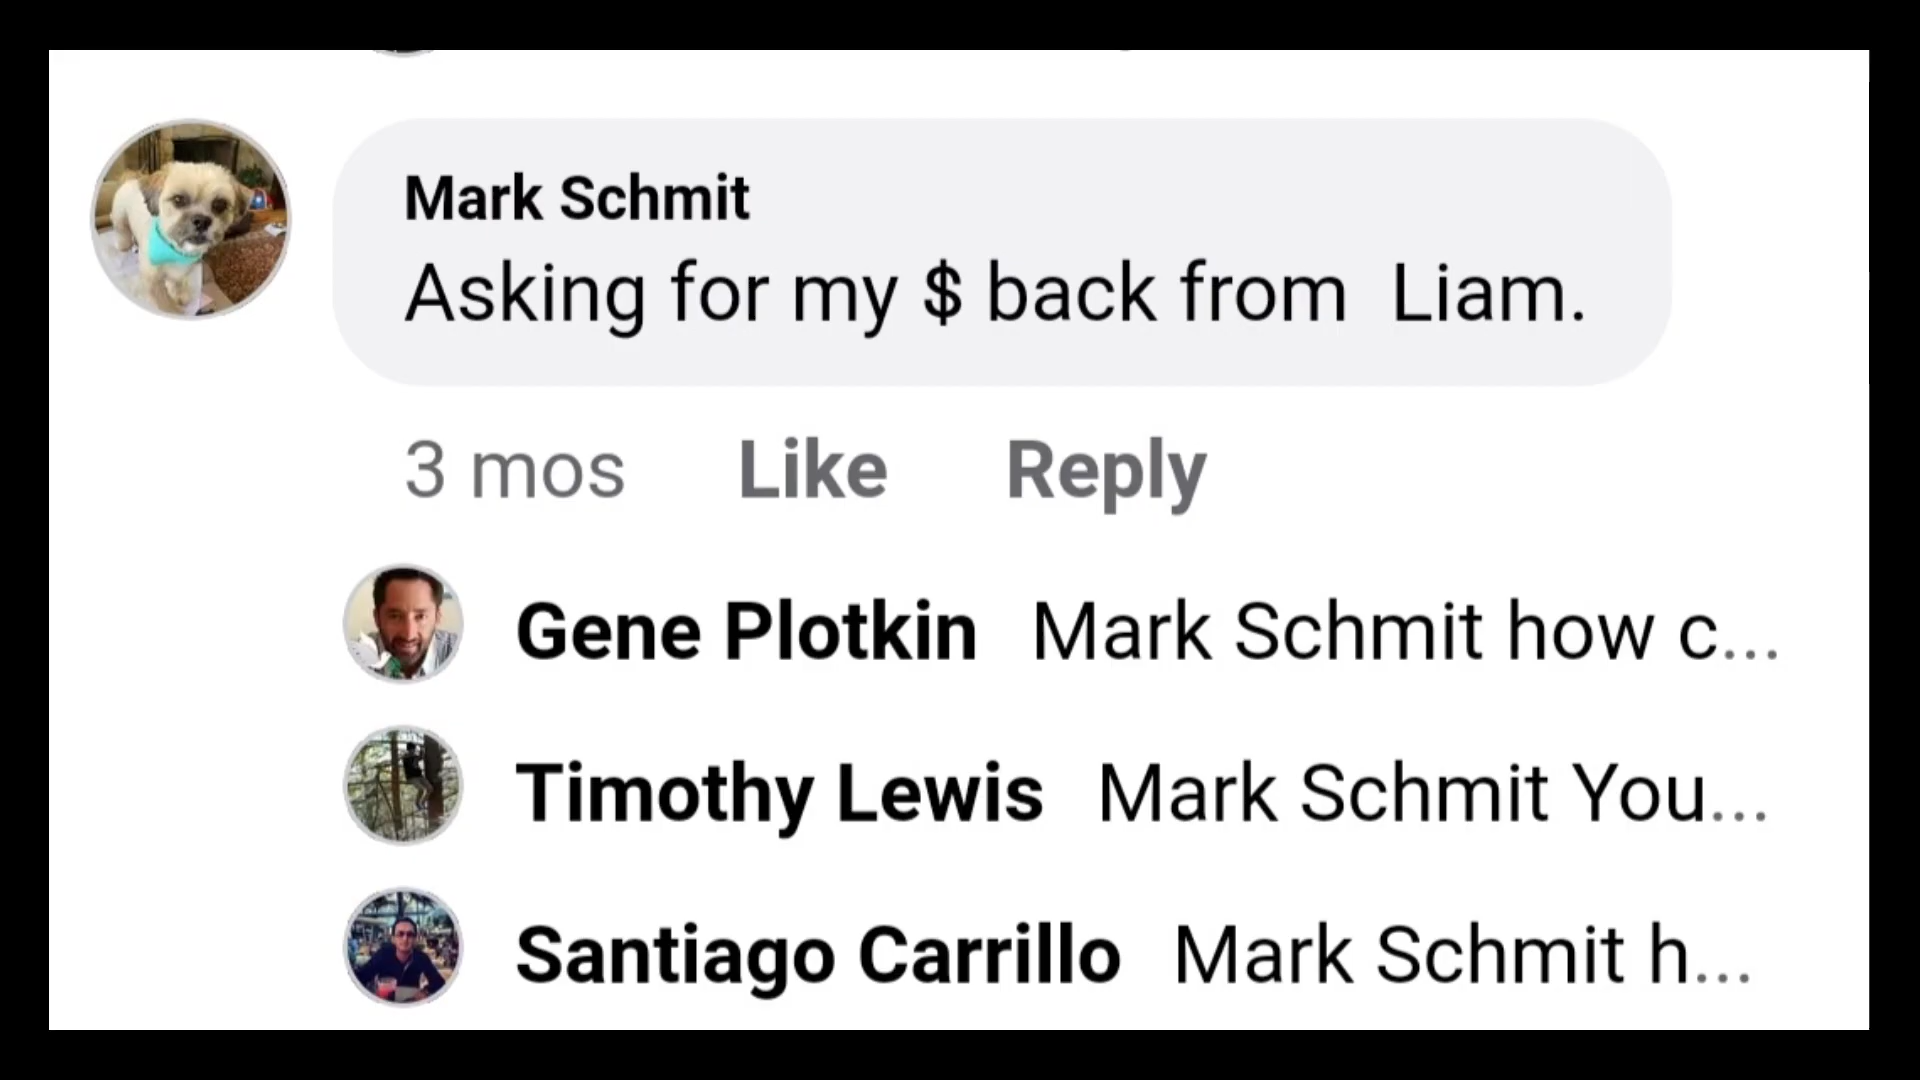 Mark Schmit
Asking for my $ back from  Liam.
3 mos Like Reply
Gene Plotkin Mark Schmit how c...
Timothy Lewis Mark Schmit You...
Santiago Carrillo Mark Schmit h...